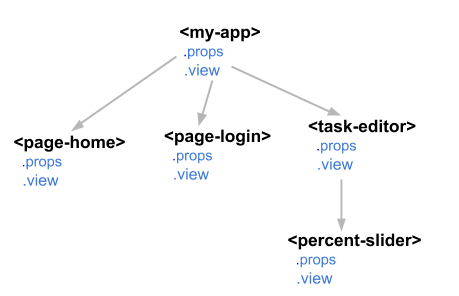 <my-app>
.props
.view
<page-home>
.props
.view
<page-login>
.props
.view
<task-editor>
.props
.view
<percent-slider>
.props
.view